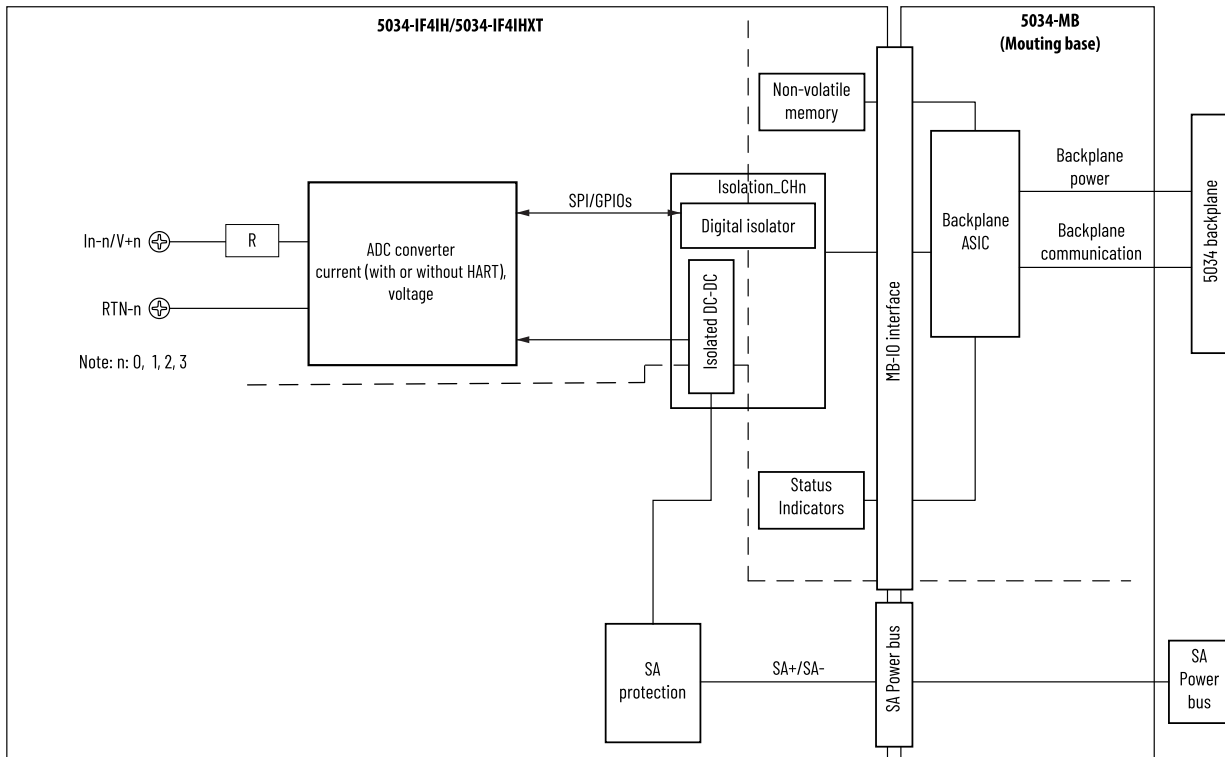 5034-IF4IH/5034-IF4IHXT
5034-MB
(Mouting base)
Non-volatile
memory
Isolation_CHn
SPI/GPIOs
Digital isolator
In-n/V+n
R
ADC converter
current (with or without HART),
voltage
RTN-n
Note: n: 0, 1, 2, 3
Isolated DC-DC
MB-IO interface
Backplane
ASIC
Backplane
power
Backplane
communication
5034 backplane
Status
Indicators
SA
protection
SA+/SA-
SA Power bus
SA
Power
bus